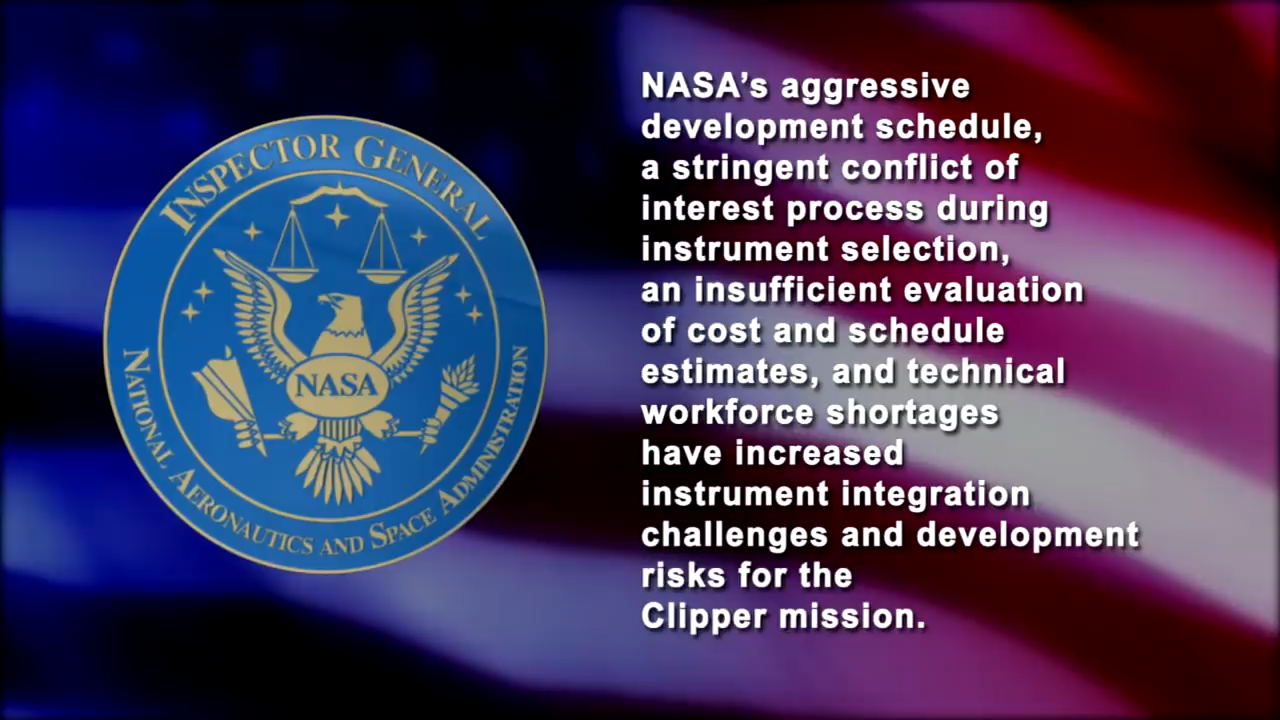 INSPECTOR GENERAL
NASA
NATIONAL AERONAUTICS AND SPACE ADMINISTRATION
NASA’s aggressive
development schedule,
a stringent conflict of
interest process during
instrument selection,
an insufficient evaluation
of cost and schedule
estimates, and technical
workforce shortages
have increased
instrument integration
challenges and development
risks for the
Clipper mission.